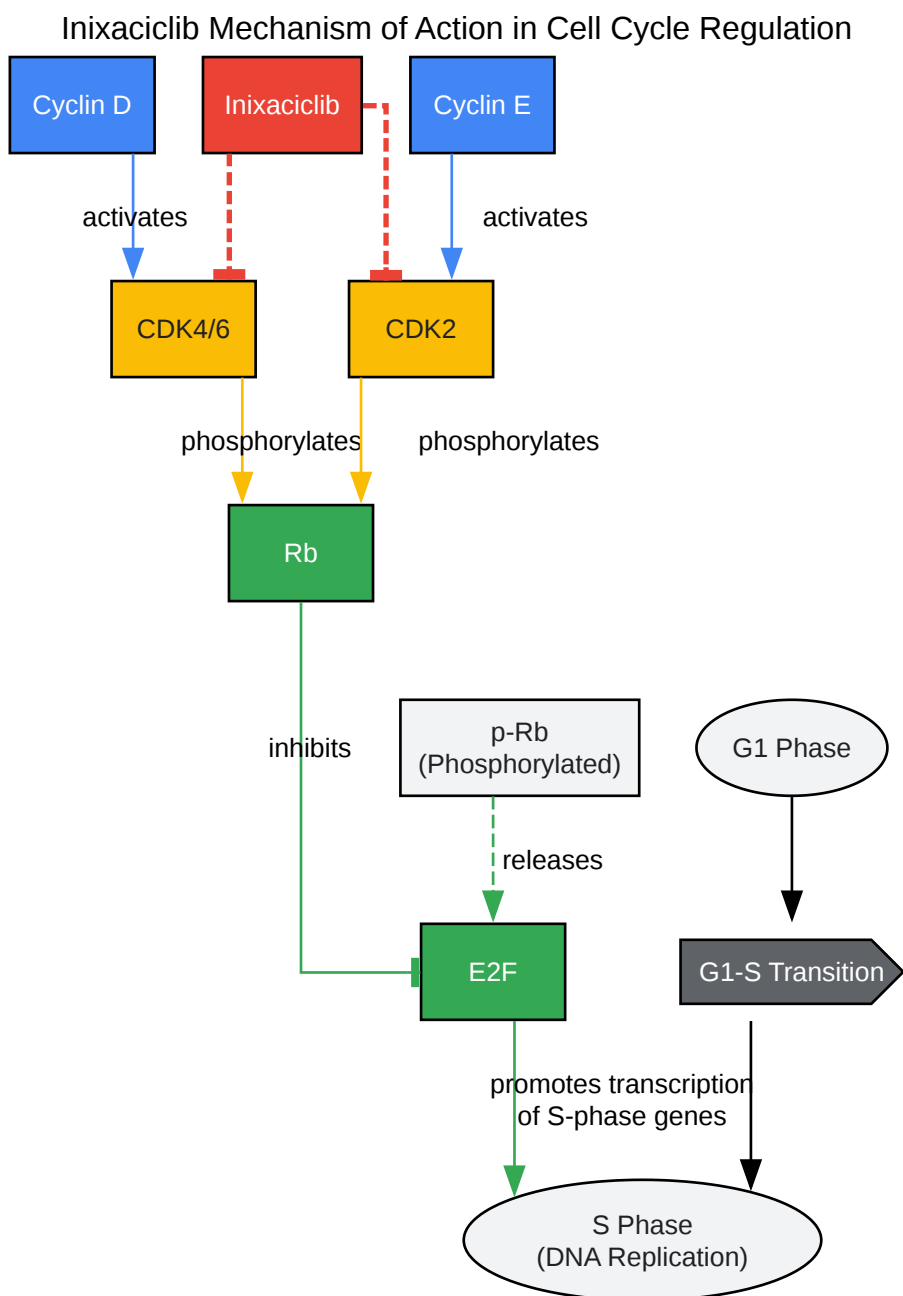 Inixaciclib Mechanism of Action in Cell Cycle Regulation
Cyclin D
Inixaciclib
Cyclin E
activates
activates
CDK4/6
CDK2
phosphorylates
phosphorylates
Rb
inhibits
p-Rb
(Phosphorylated)
G1 Phase
releases
E2F
G1-S Transition
promotes transcription
of S-phase genes
S Phase
(DNA Replication)